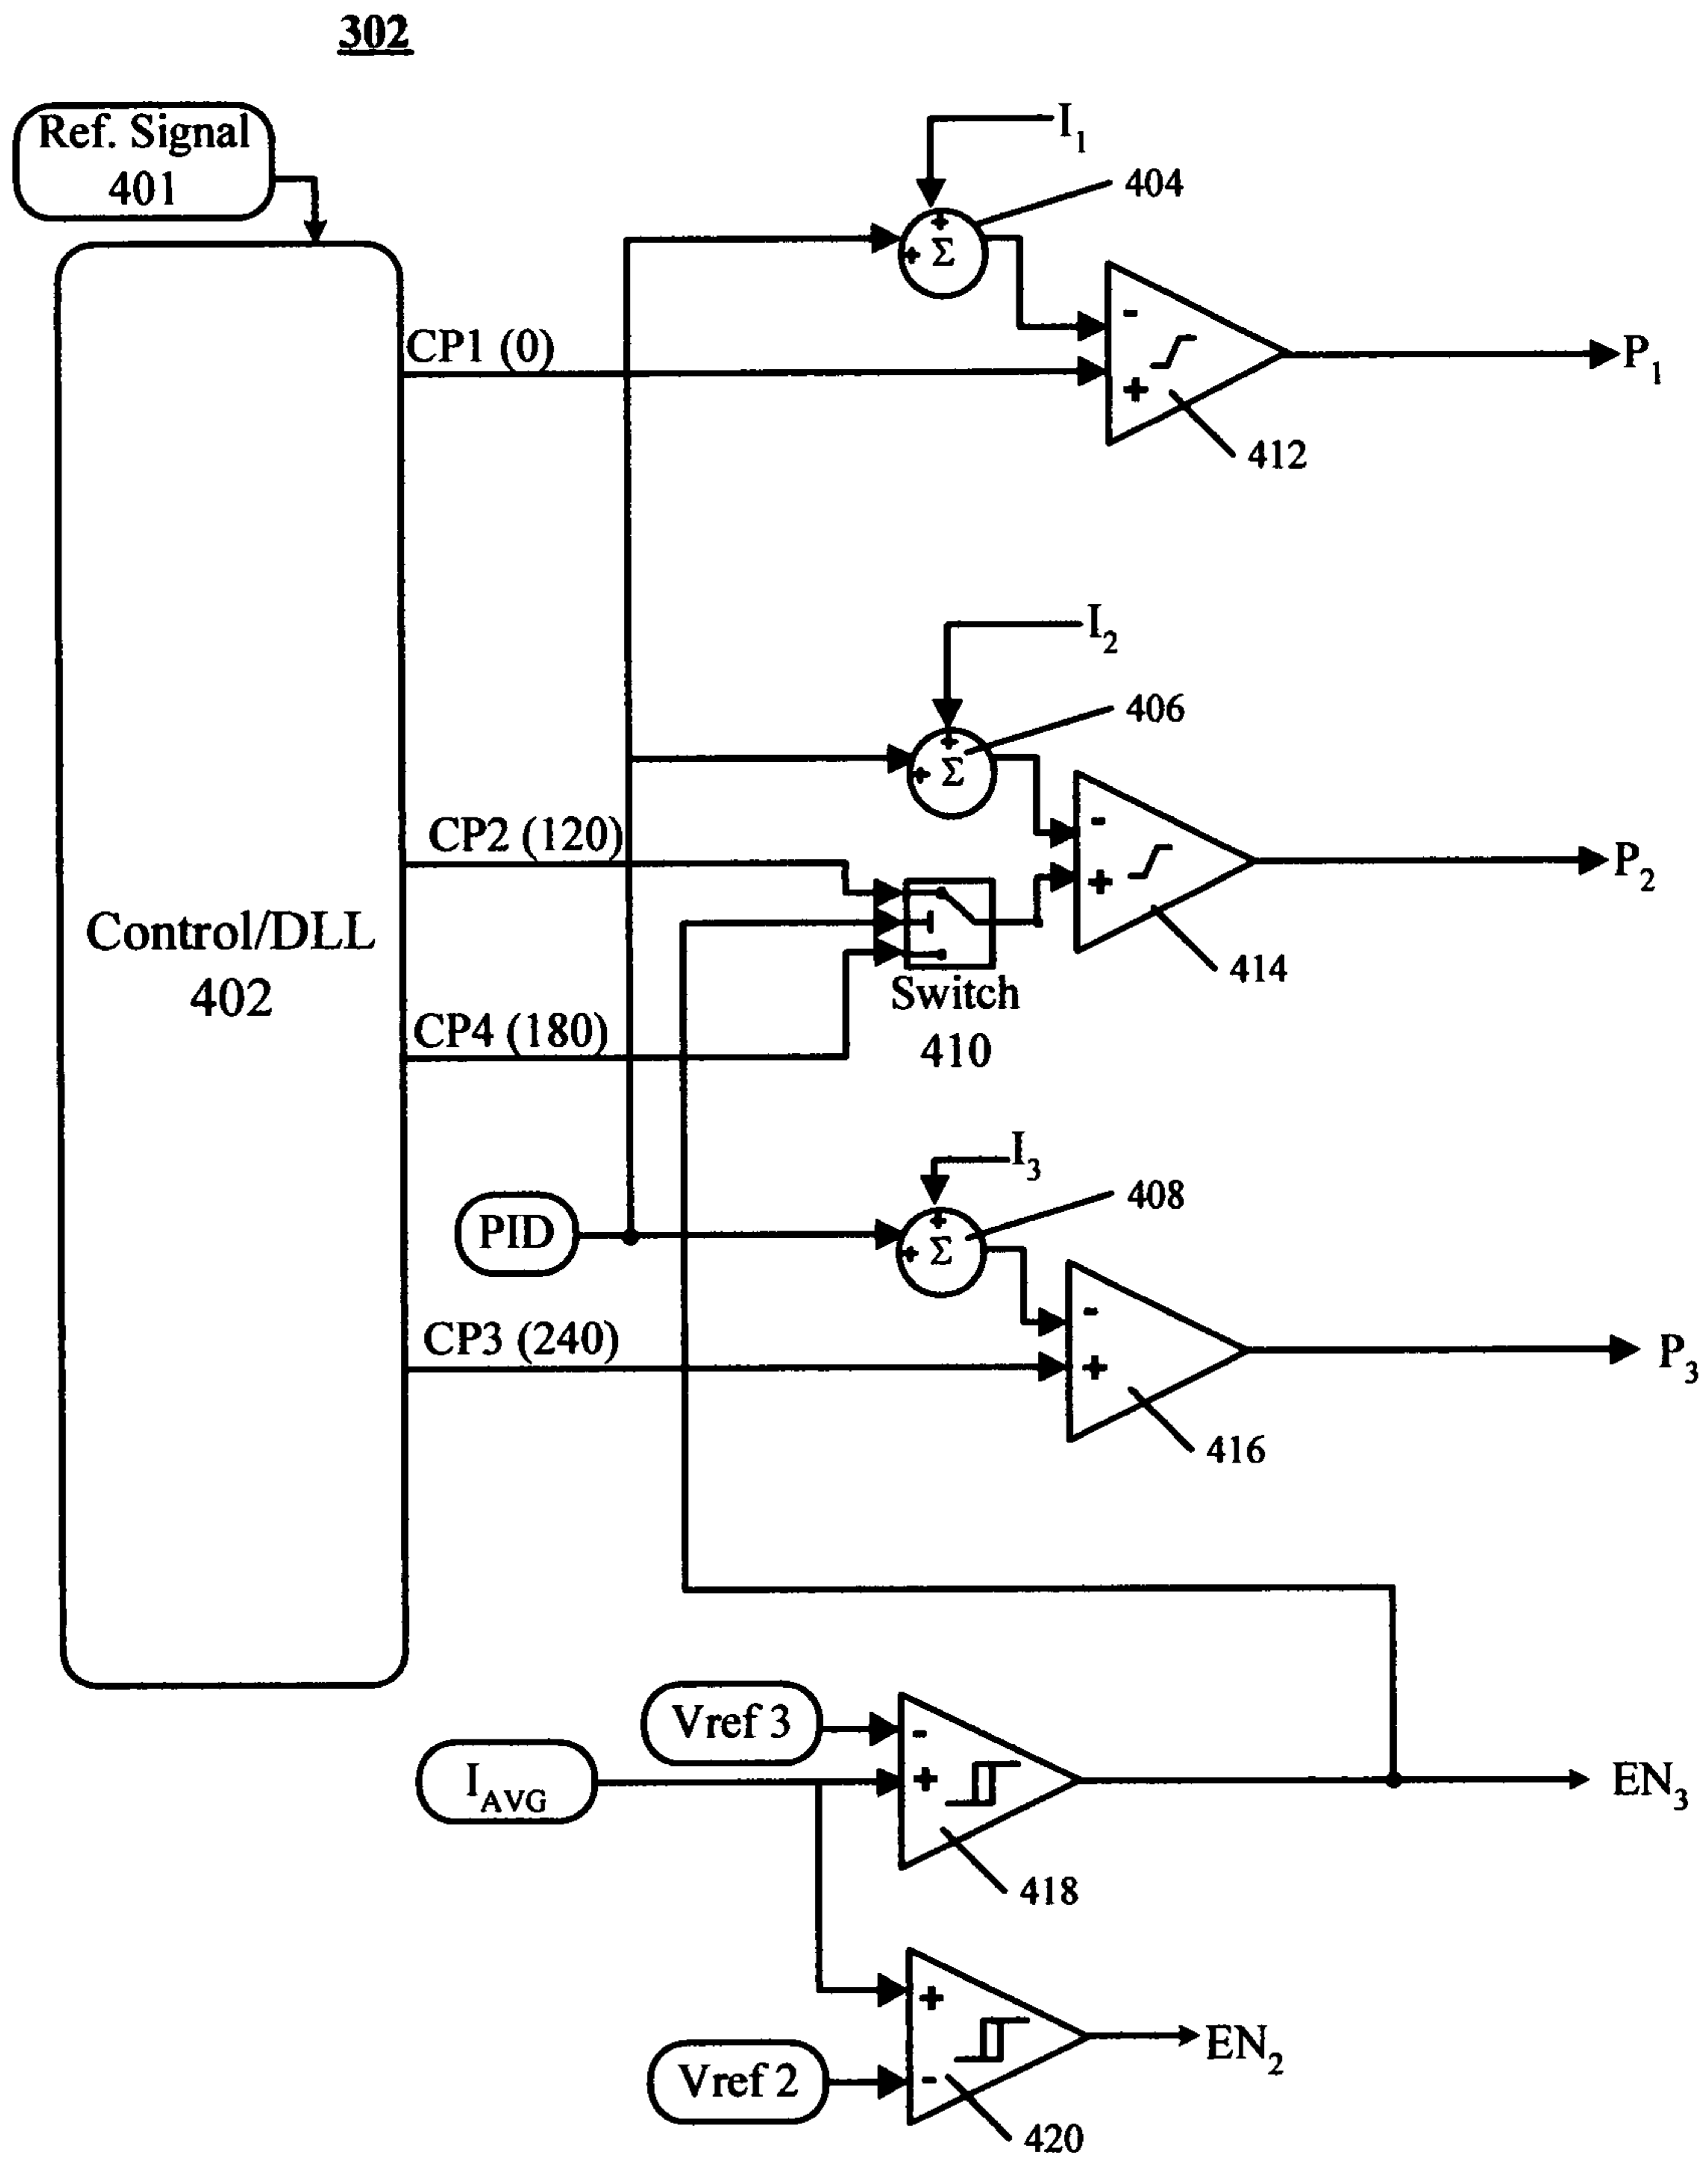 302
Ref. Signal
401
I1
404
+
+ Σ
-
CP1 (0)
+
P1
412
I2
406
+
+ Σ
-
CP2 (120)
+
P2
Control/DLL
402
414
Switch
410
CP4 (180)
I3
408
+
+ Σ
PID
-
CP3 (240)
+
P3
416
Vref 3
-
+
IAVG
EN3
418
+
EN2
Vref 2
-
420